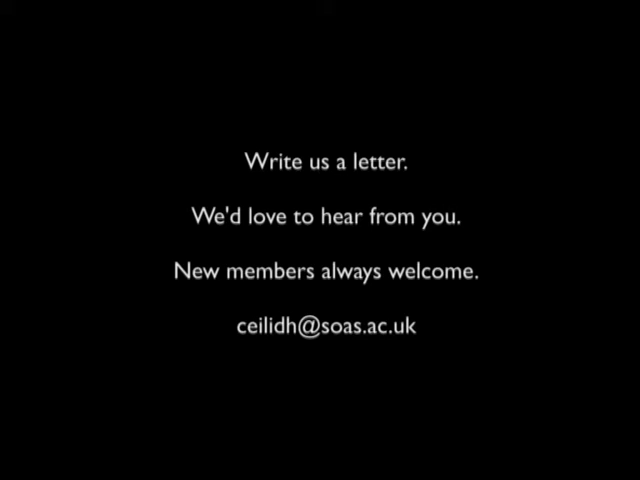 Write us a letter.
We'd love to hear from you.
New members always welcome.
ceilidh@soas.ac.uk